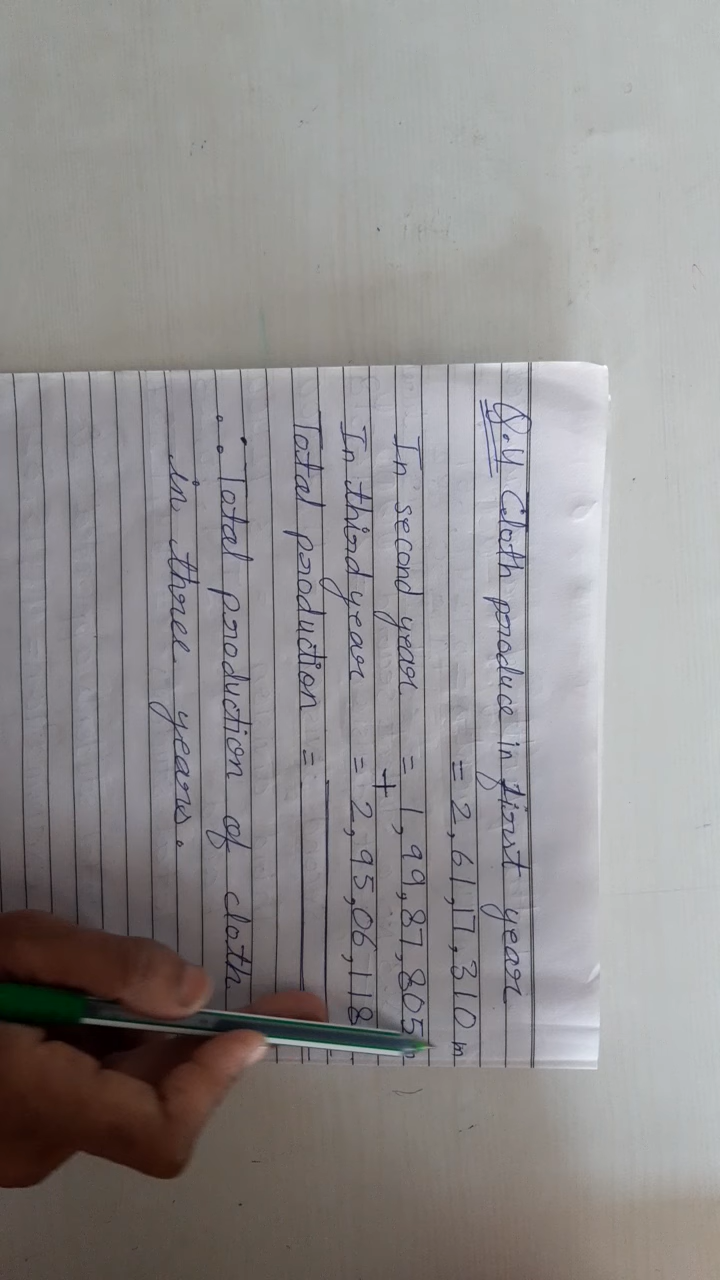 Q.4 Cloth produce in first year
= 2,61,17,310 m
In second year = 1,99,87,805 m
+
In third year = 2,95,06,118
Total production =
∴ Total production of cloth
in three years.